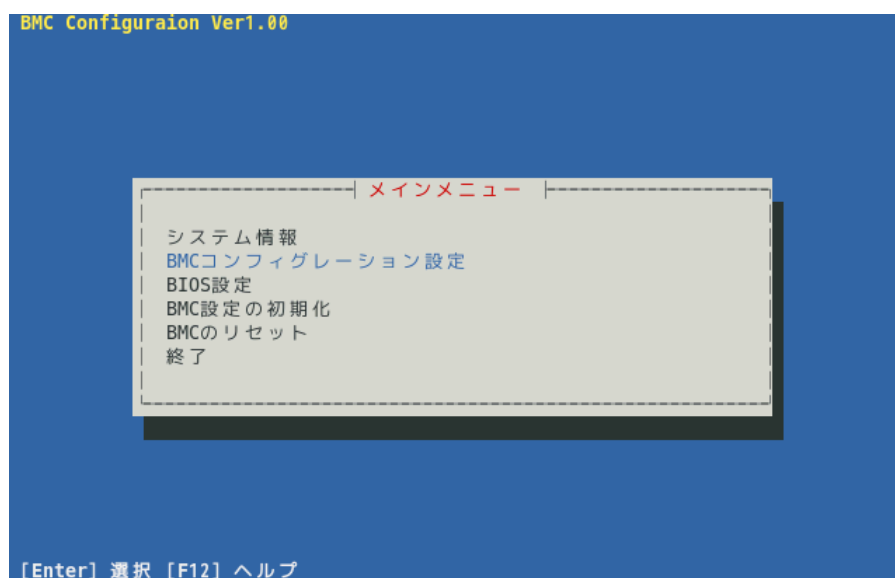 BMC Configuraion Ver1.00
メインメニュー
システム情報
BMCコンフィグレーション設定
BIOS設定
BMC設定の初期化
BMCのリセット
終了
[Enter] 選択 [F12] ヘルプ